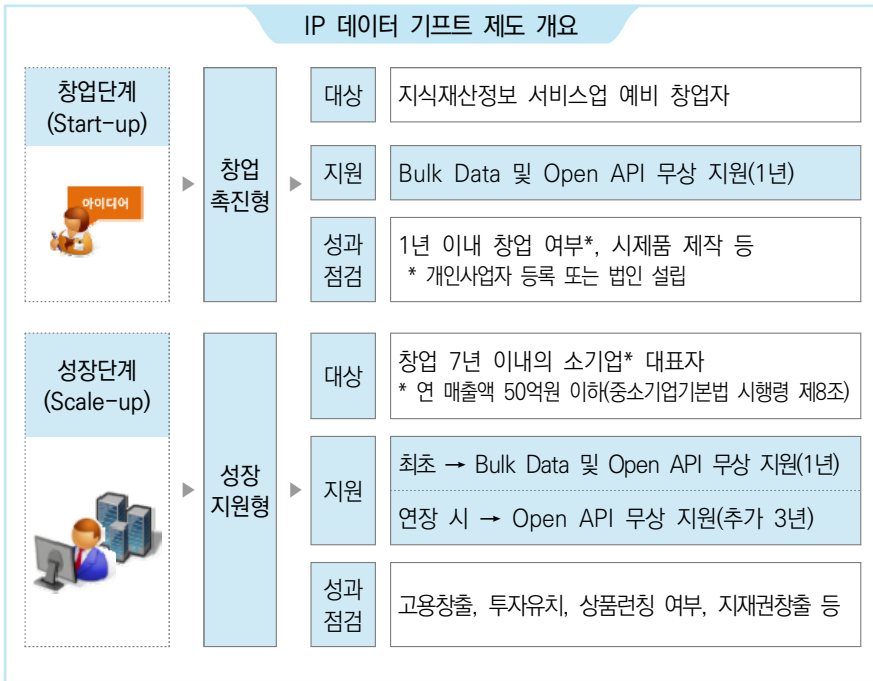 IP 데이터 기프트 제도 개요
창업단계
(Start-up)
아이디어
창업
촉진형
대상
지식재산정보 서비스업 예비 창업자
지원
Bulk Data 및 Open API 무상 지원(1년)
성과
점검
1년 이내 창업 여부*, 시제품 제작 등
* 개인사업자 등록 또는 법인 설립
성장단계
(Scale-up)
성장
지원형
대상
창업 7년 이내의 소기업* 대표자
* 연 매출액 50억원 이하(중소기업기본법 시행령 제8조)
지원
최초 → Bulk Data 및 Open API 무상 지원(1년)
연장 시 → Open API 무상 지원(추가 3년)
성과
점검
고용창출, 투자유치, 상품런칭 여부, 지재권창출 등